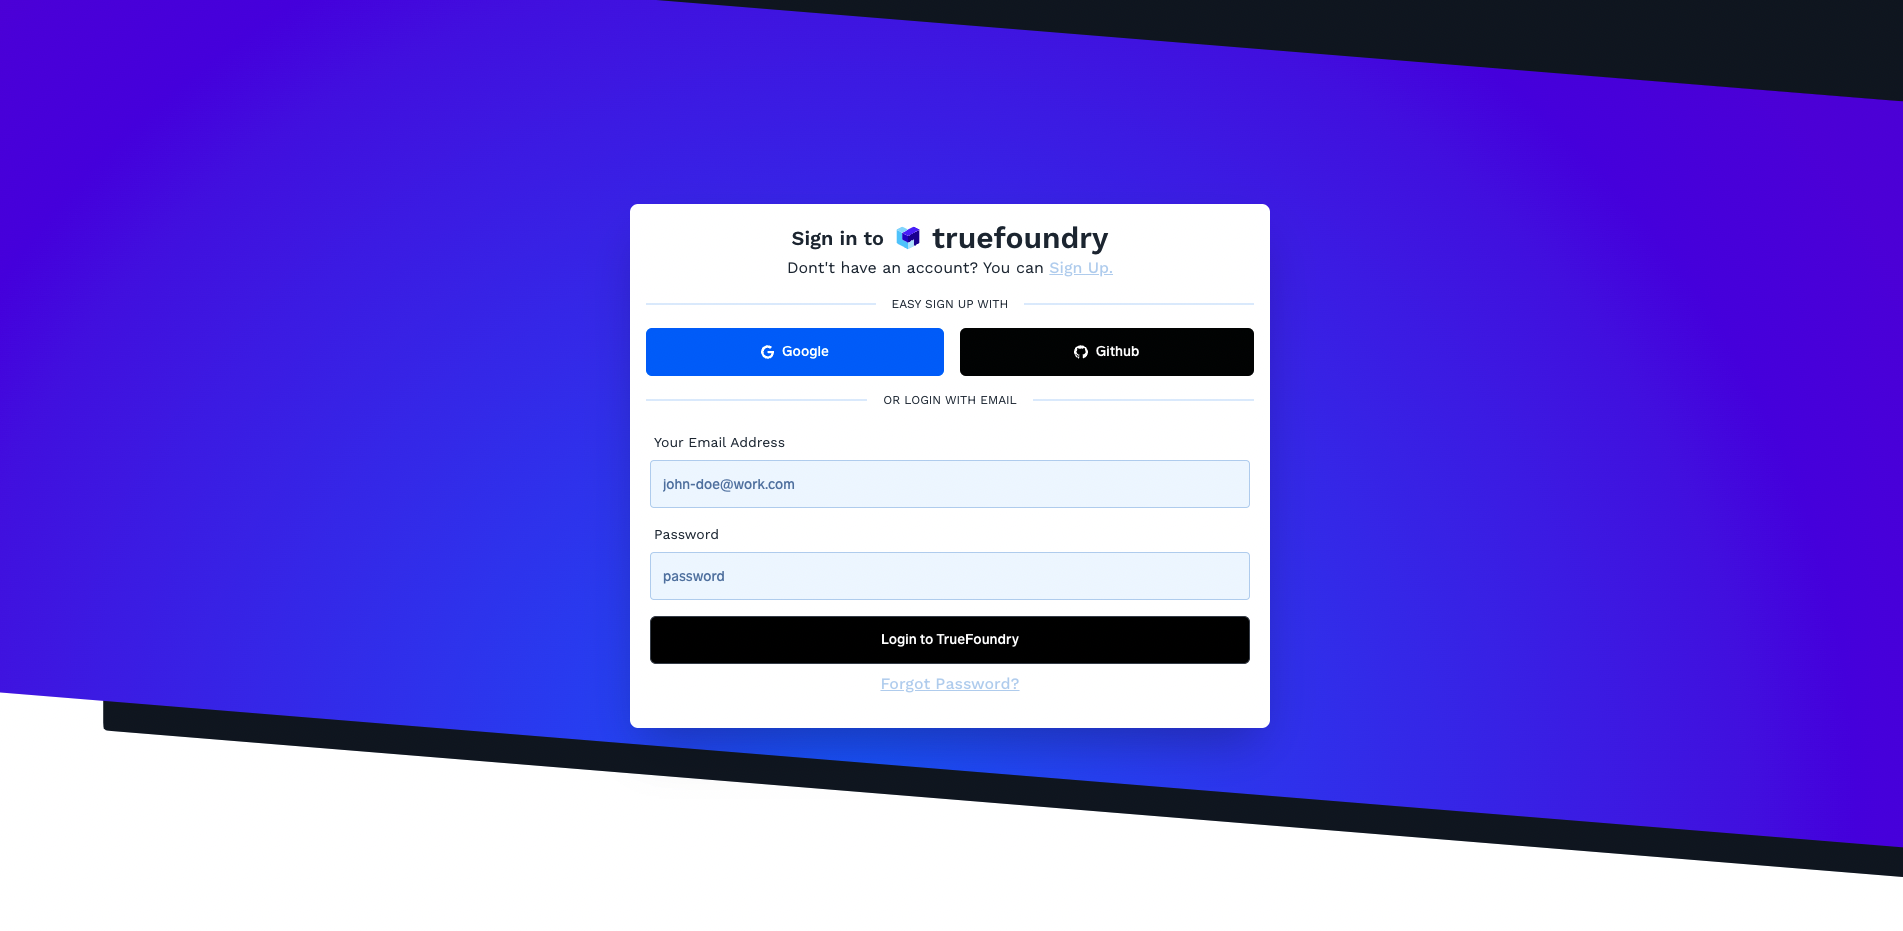 Sign in to truefoundry
Dont't have an account? You can Sign Up.
EASY SIGN UP WITH
Google
Github
OR LOGIN WITH EMAIL
Your Email Address
john-doe@work.com
Password
password
Login to TrueFoundry
Forgot Password?